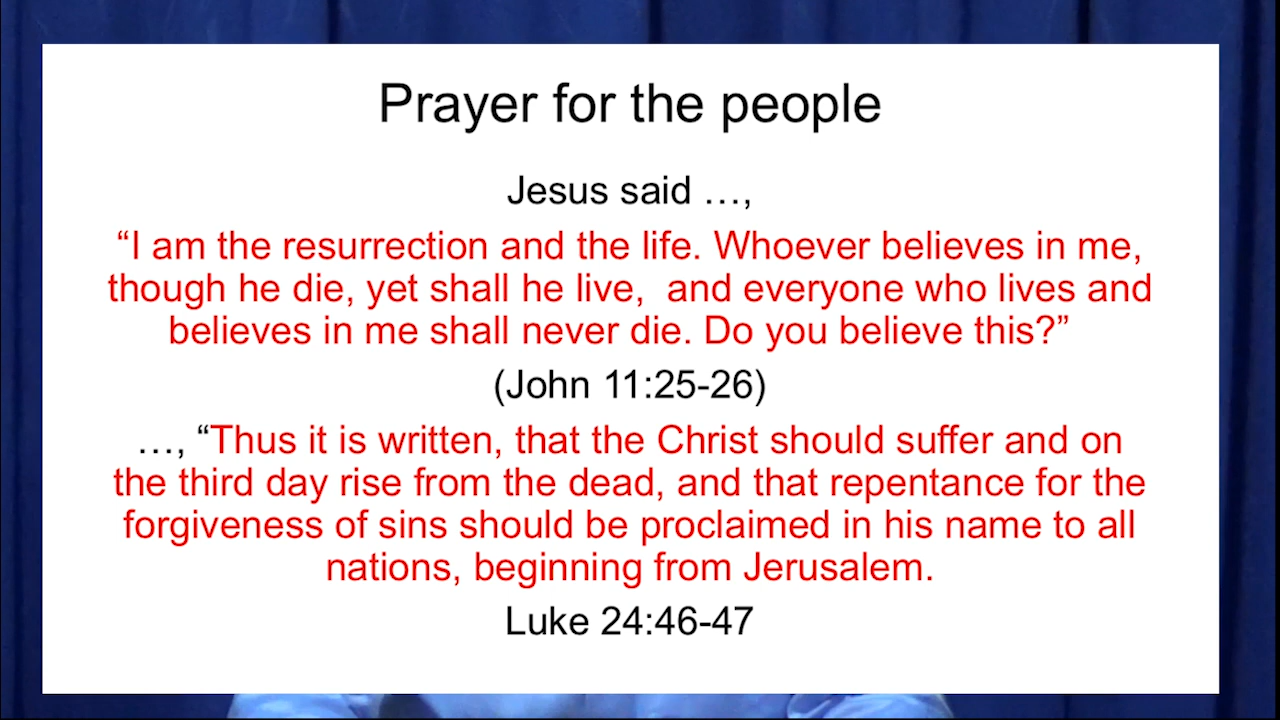 Prayer for the people
Jesus said …,
“I am the resurrection and the life. Whoever believes in me,
though he die, yet shall he live,  and everyone who lives and
believes in me shall never die. Do you believe this?”
(John 11:25-26)
…, “Thus it is written, that the Christ should suffer and on
the third day rise from the dead, and that repentance for the
forgiveness of sins should be proclaimed in his name to all
nations, beginning from Jerusalem.
Luke 24:46-47